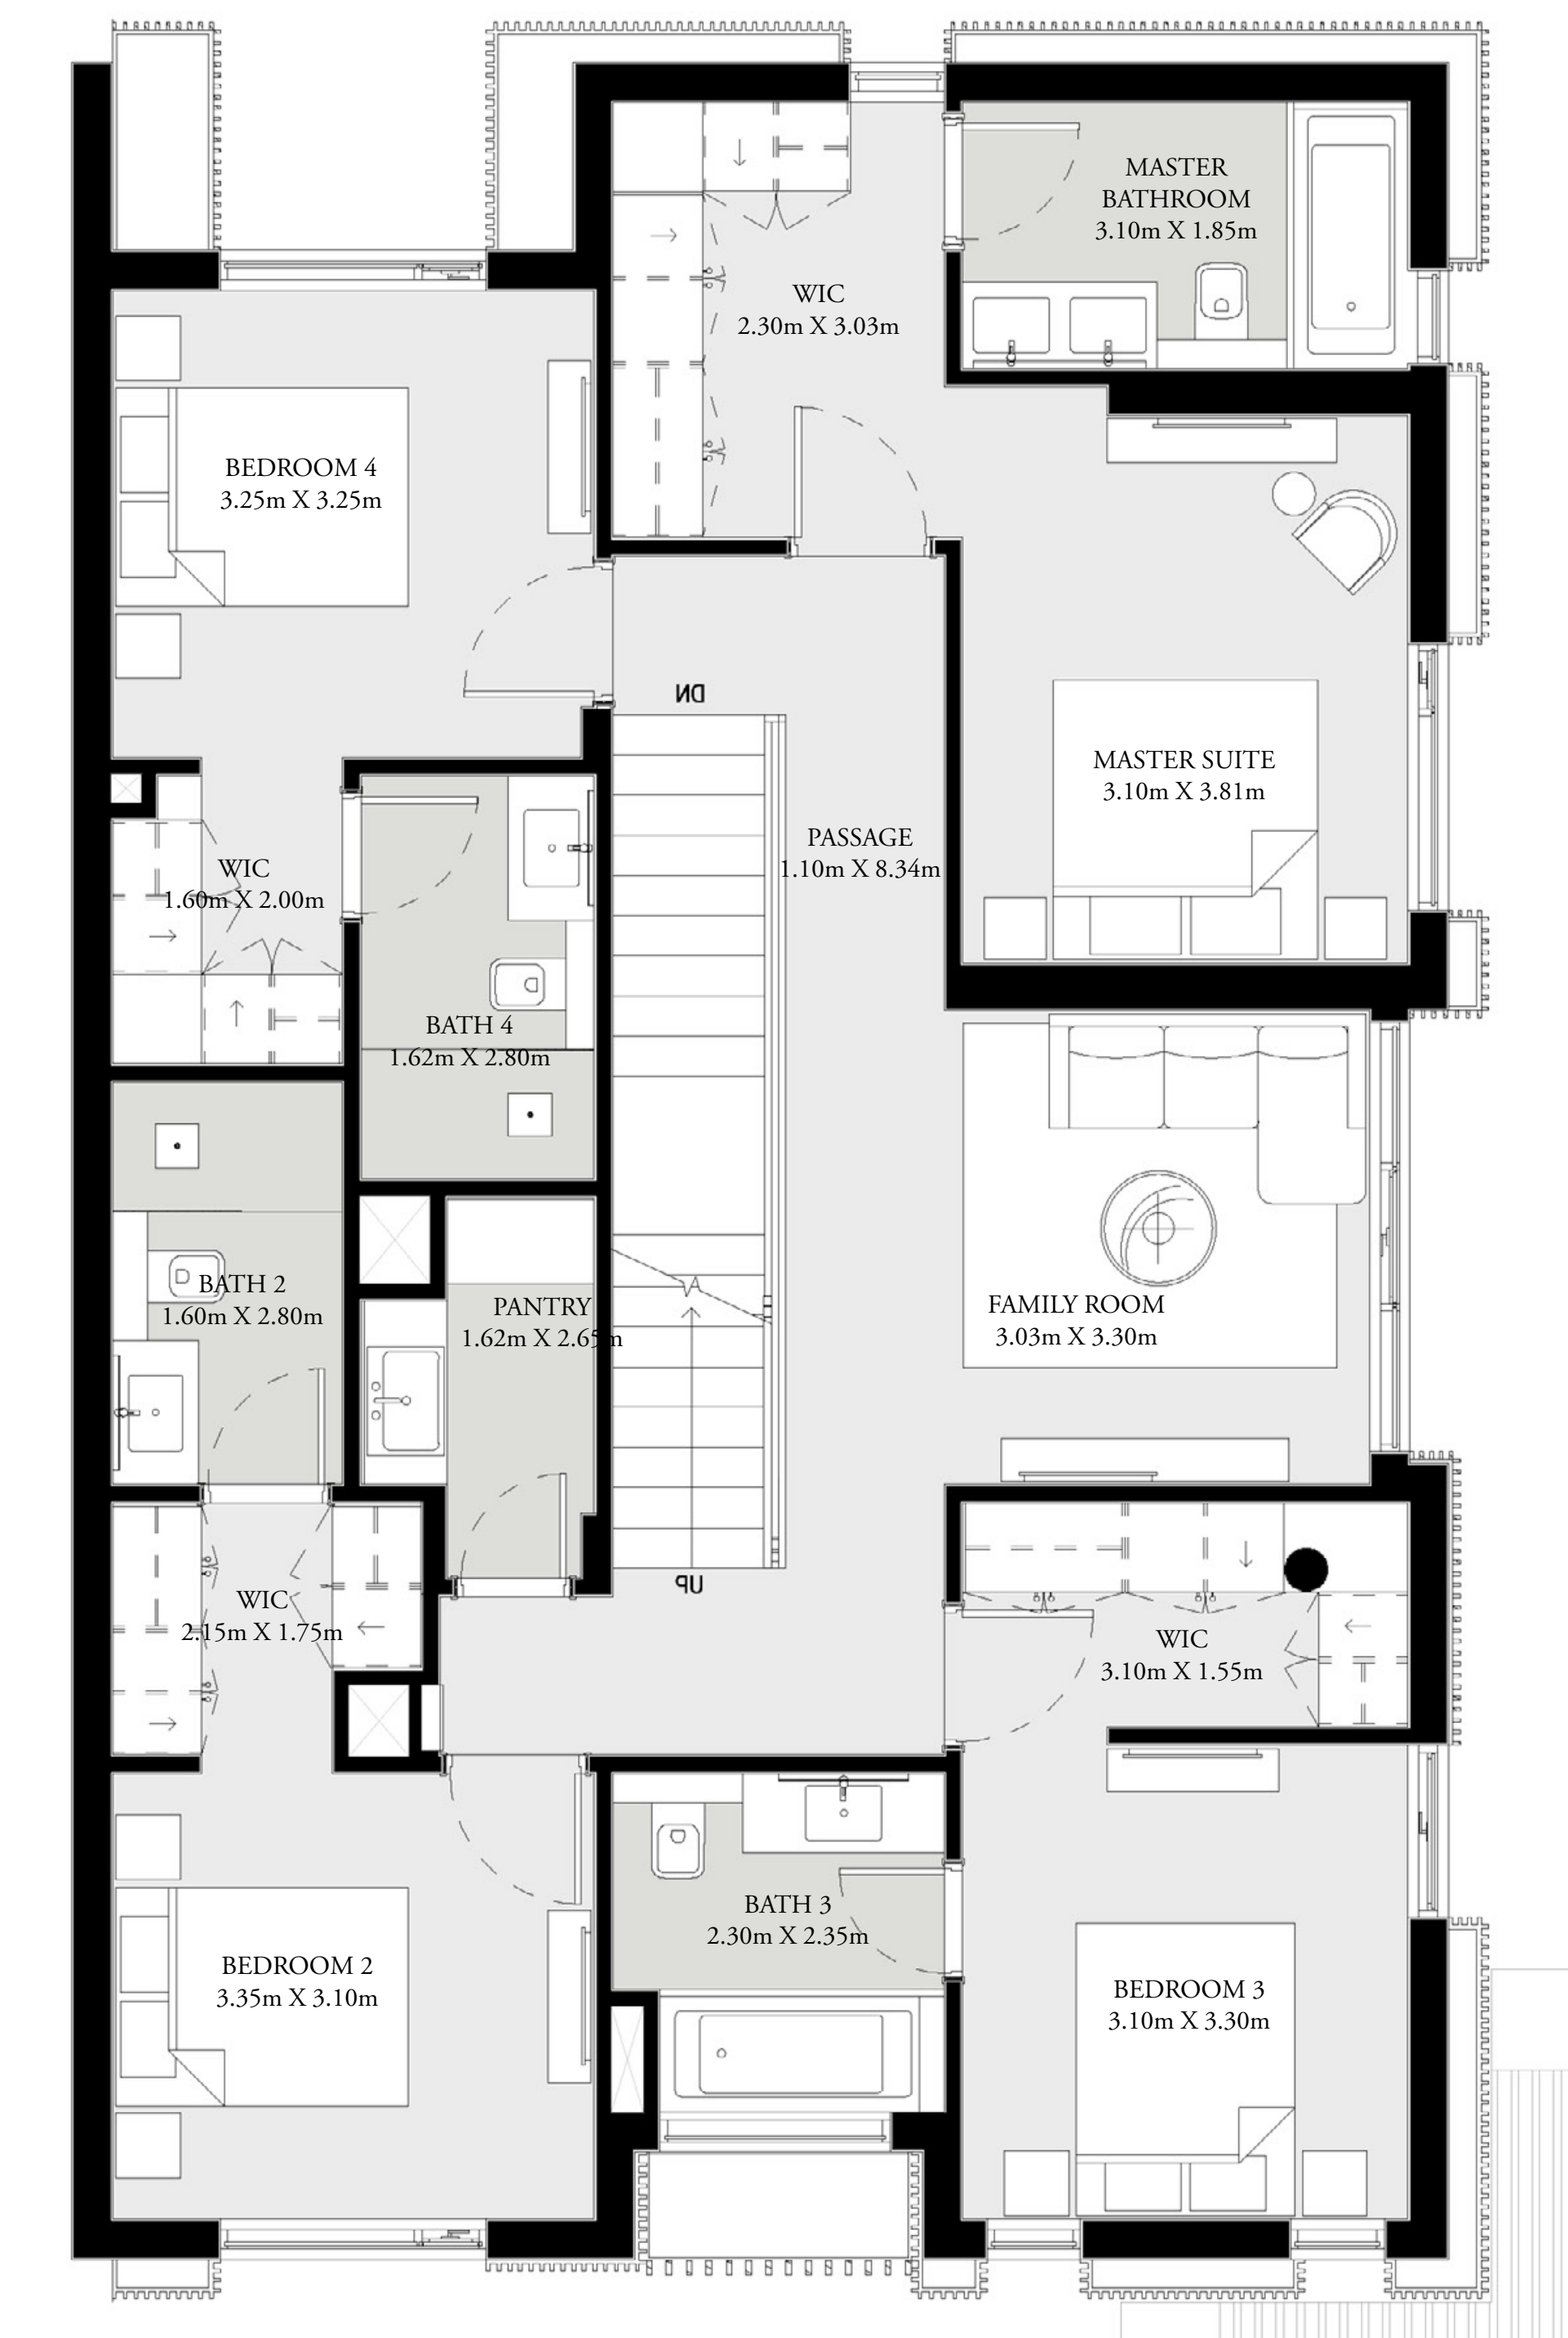 MASTER
BATHROOM
3.10m X 1.85m
WIC
2.30m X 3.03m
BEDROOM 4
3.25m X 3.25m
DN
MASTER SUITE
3.10m X 3.81m
PASSAGE
1.10m X 8.34m
WIC
1.60m X 2.00m
BATH 4
1.62m X 2.80m
BATH 2
1.60m X 2.80m
PANTRY
1.62m X 2.65m
FAMILY ROOM
3.03m X 3.30m
UP
WIC
2.15m X 1.75m
WIC
3.10m X 1.55m
BATH 3
2.30m X 2.35m
BEDROOM 2
3.35m X 3.10m
BEDROOM 3
3.10m X 3.30m